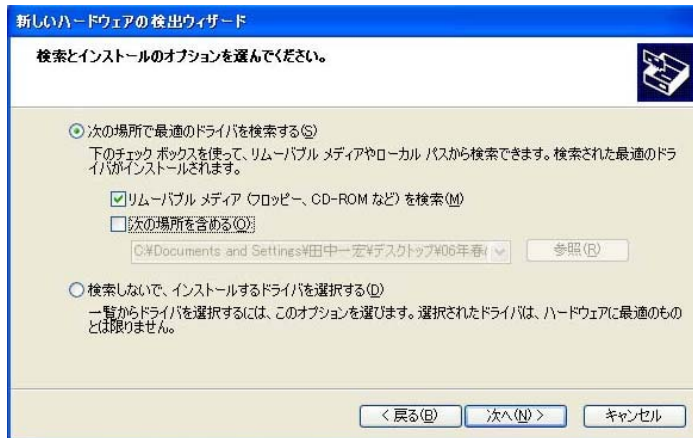 新しいハードウェアの検出ウィザード
検索とインストールのオプションを選んでください。
次の場所で最適のドライバを検索する(S)
下のチェック ボックスを使って、リムーバブル メディアやローカル パスから検索できます。検索された最適のドラ
イバがインストールされます。
リムーバブル メディア (フロッピー、CD-ROM など) を検索(M)
次の場所を含める(O):
C:¥Documents and Settings¥田中一宏¥デスクトップ¥06年春(
参照(R)
検索しないで、インストールするドライバを選択する(D)
一覧からドライバを選択するには、このオプションを選びます。選択されたドライバは、ハードウェアに最適のもの
とは限りません。
< 戻る(B)
次へ(N) >
キャンセル